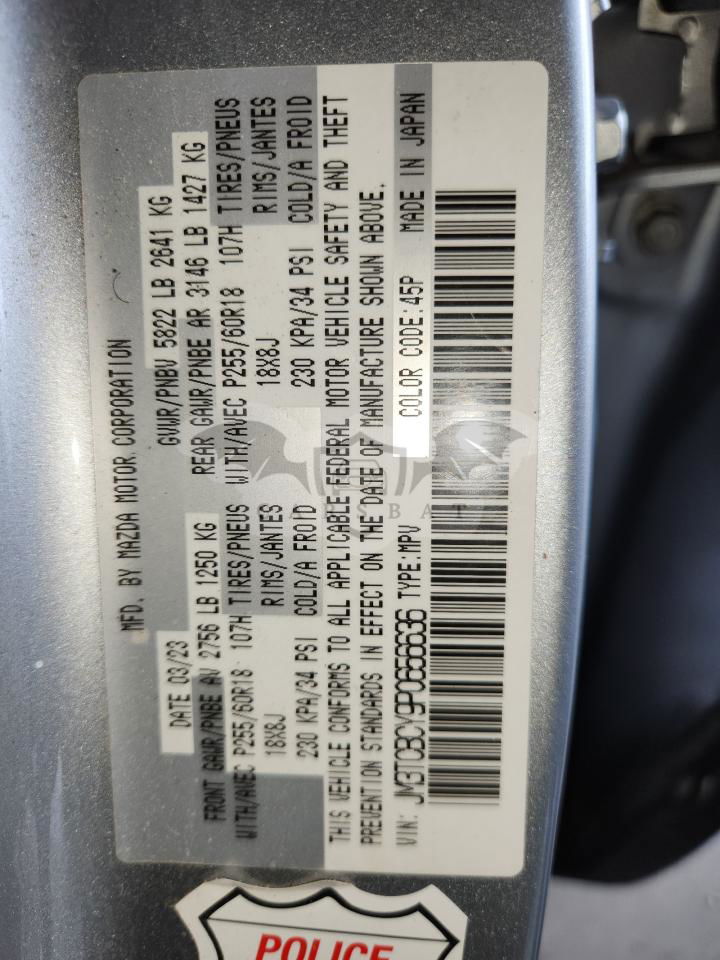 MFD. BY MAZDA MOTOR CORPORATION
DATE 03/23 GVWR/PNBV 5822 LB 2641 KG
FRONT GAWR/PNBE AV 2756 LB 1250 KG REAR GAWR/PNBE AR 3146 LB 1427 KG
WITH/AVEC P255/60R18 107H TIRES/PNEUS WITH/AVEC P255/60R18 107H TIRES/PNEUS
18X8J RIMS/JANTES 18X8J RIMS/JANTES
230 KPA/34 PSI COLD/A FROID 230 KPA/34 PSI COLD/A FROID
THIS VEHICLE CONFORMS TO ALL APPLICABLE FEDERAL MOTOR VEHICLE SAFETY AND THEFT
PREVENTION STANDARDS IN EFFECT ON THE DATE OF MANUFACTURE SHOWN ABOVE.
VIN: JM3TCBCY9P0656636 TYPE:MPV COLOR CODE:45P MADE IN JAPAN
CARSBAT
POLICE